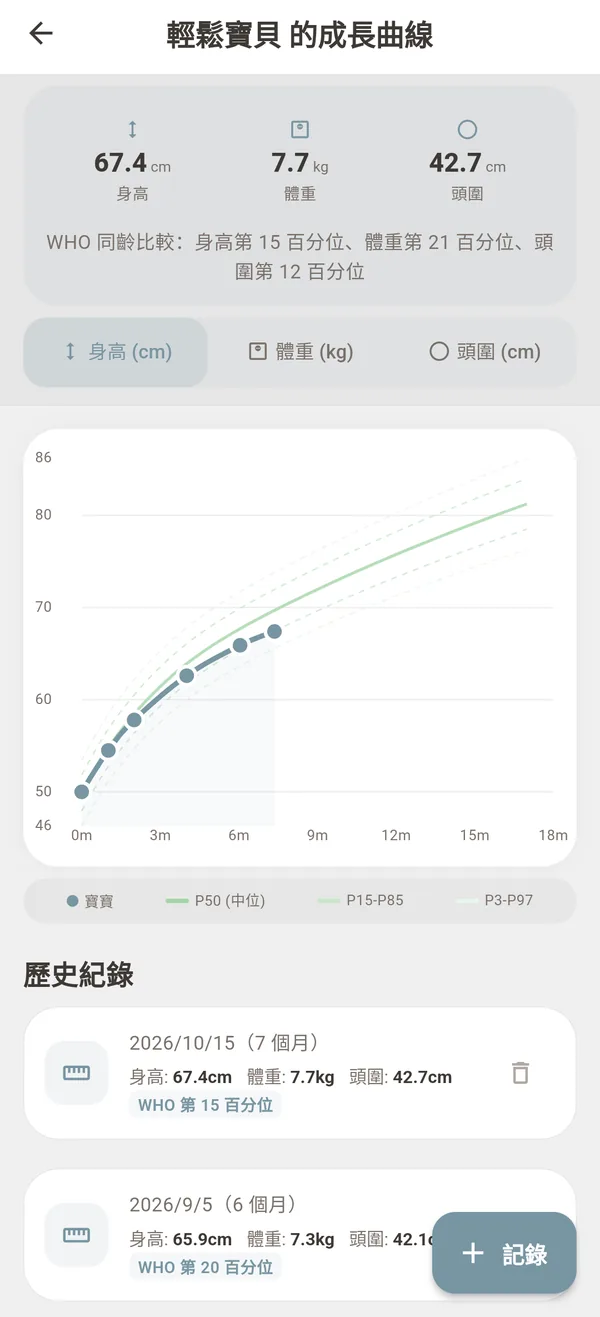 輕鬆寶貝 的成長曲線
67.4 cm 7.7 kg 42.7 cm
身高 體重 頭圍
WHO 同齡比較：身高第 15 百分位、體重第 21 百分位、頭
圍第 12 百分位
身高 (cm) 體重 (kg) 頭圍 (cm)
86
80
70
60
50
46
0m 3m 6m 9m 12m 15m 18m
寶寶 P50 (中位) P15-P85 P3-P97
歷史紀錄
2026/10/15（7 個月）
身高: 67.4cm 體重: 7.7kg 頭圍: 42.7cm
WHO 第 15 百分位
2026/9/5（6 個月）
身高: 65.9cm 體重: 7.3kg 頭圍: 42.1
WHO 第 20 百分位
+ 記錄